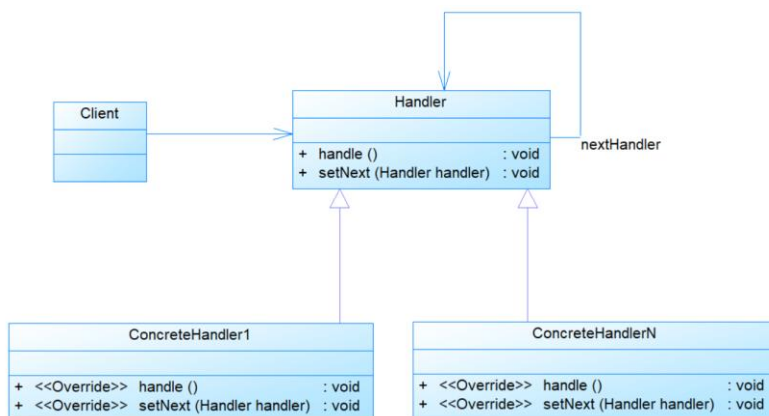 Client
Handler
+ handle () : void
+ setNext (Handler handler) : void
nextHandler
ConcreteHandler1
+ <<Override>> handle () : void
+ <<Override>> setNext (Handler handler) : void
ConcreteHandlerN
+ <<Override>> handle () : void
+ <<Override>> setNext (Handler handler) : void